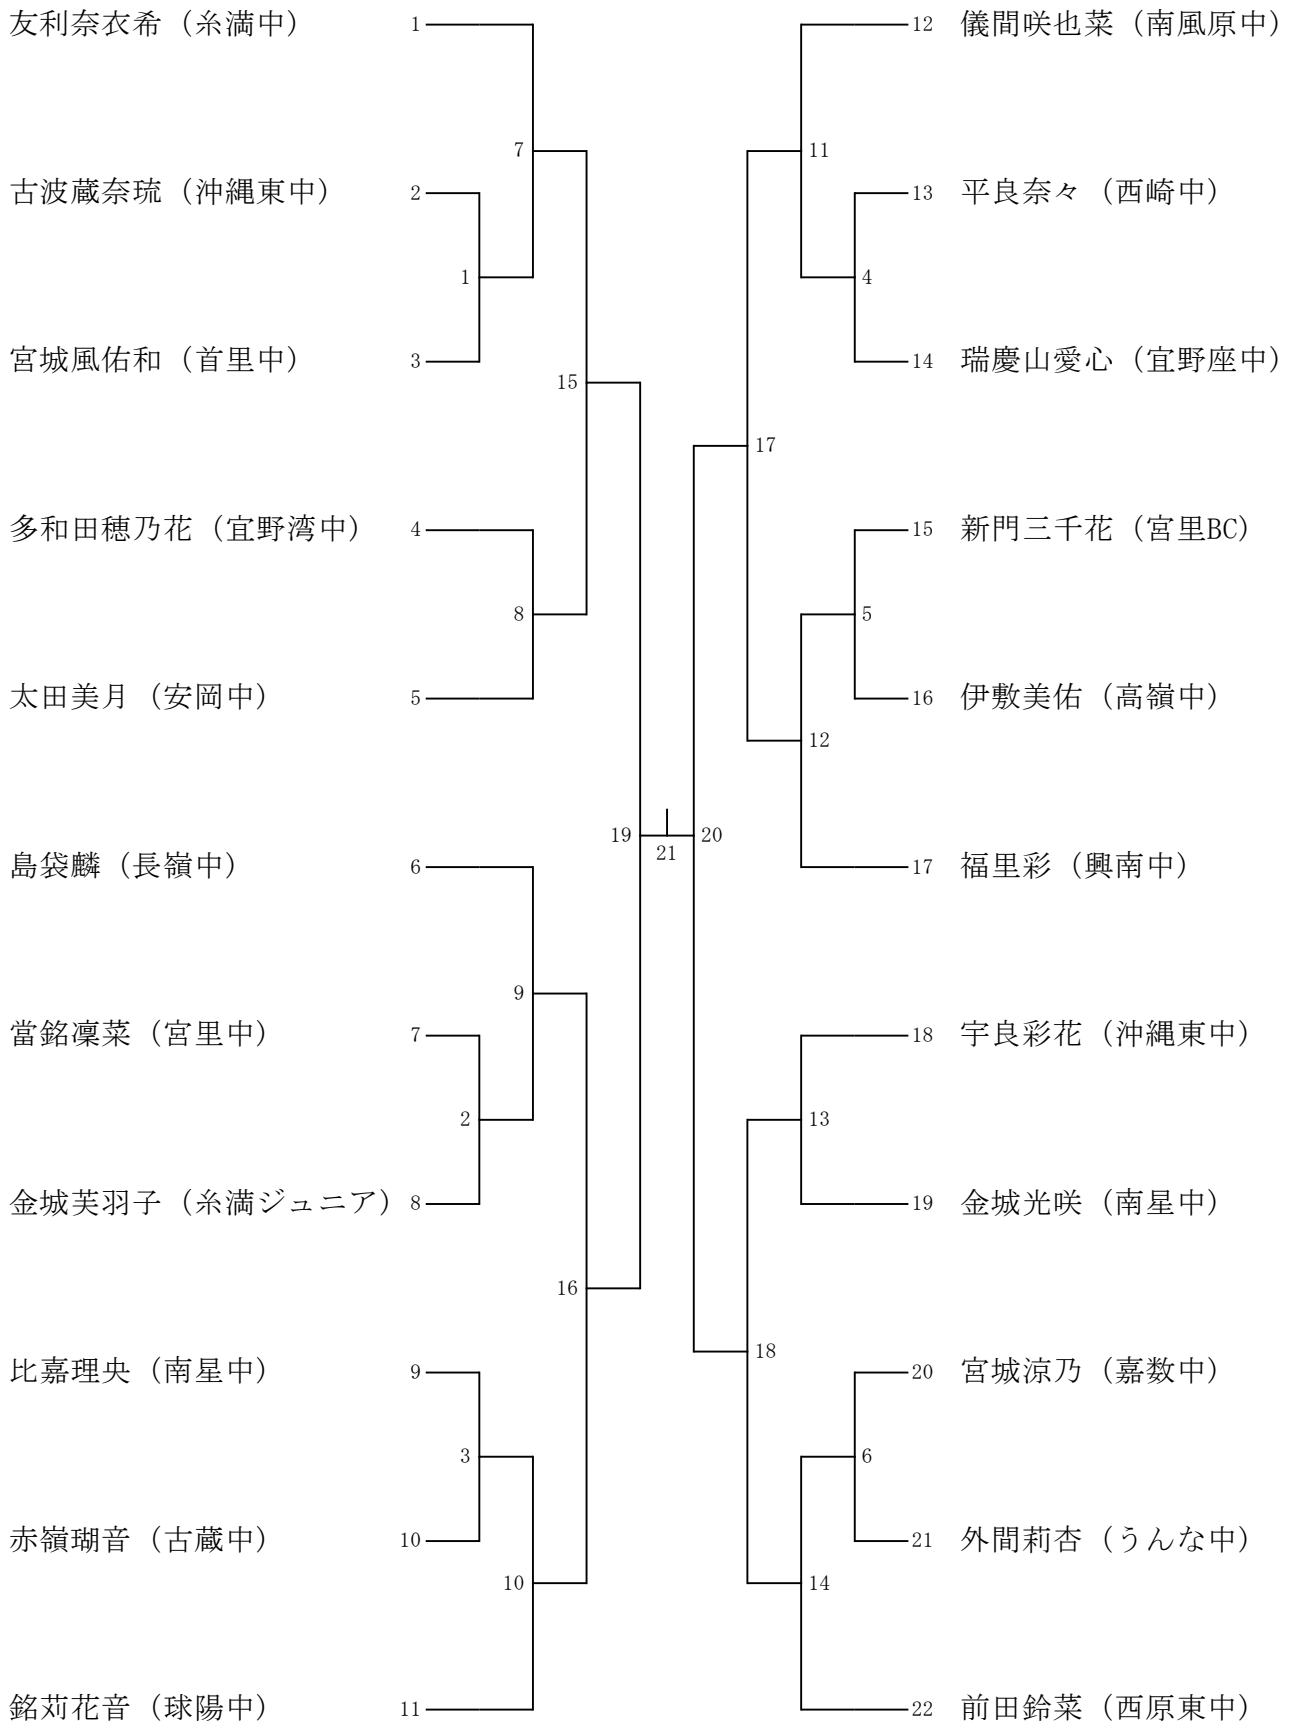 友利奈衣希（糸満中） 1
12 儀間咲也菜（南風原中）
7
11
古波蔵奈琉（沖縄東中） 2
13 平良奈々（西崎中）
1
4
宮城風佑和（首里中） 3
14 瑞慶山愛心（宜野座中）
15
17
多和田穂乃花（宜野湾中） 4
15 新門三千花（宮里BC）
8
5
太田美月（安岡中） 5
16 伊敷美佑（高嶺中）
12
19
20
21
島袋麟（長嶺中） 6
17 福里彩（興南中）
9
當銘凜菜（宮里中） 7
18 宇良彩花（沖縄東中）
2
13
金城芙羽子（糸満ジュニア） 8
19 金城光咲（南星中）
16
18
比嘉理央（南星中） 9
20 宮城涼乃（嘉数中）
3
6
赤嶺瑚音（古蔵中） 10
21 外間莉杏（うんな中）
10
14
銘苅花音（球陽中） 11
22 前田鈴菜（西原東中）